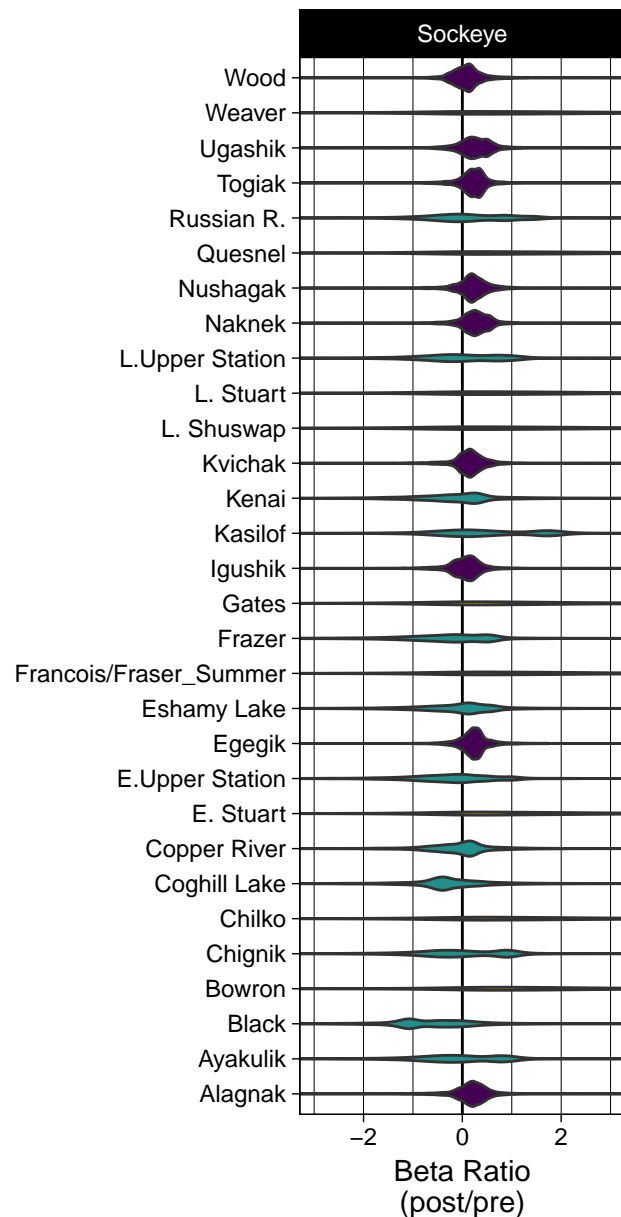 Sockeye
Wood
Weaver
Ugashik
Togiak
Russian R.
Quesnel
Nushagak
Naknek
L.Upper Station
L. Stuart
L. Shuswap
Kvichak
Kenai
Kasilof
Igushik
Gates
Frazer
Francois/Fraser_Summer
Eshamy Lake
Egegik
E.Upper Station
E. Stuart
Copper River
Coghill Lake
Chilko
Chignik
Bowron
Black
Ayakulik
Alagnak
−2 0 2
Beta Ratio
(post/pre)